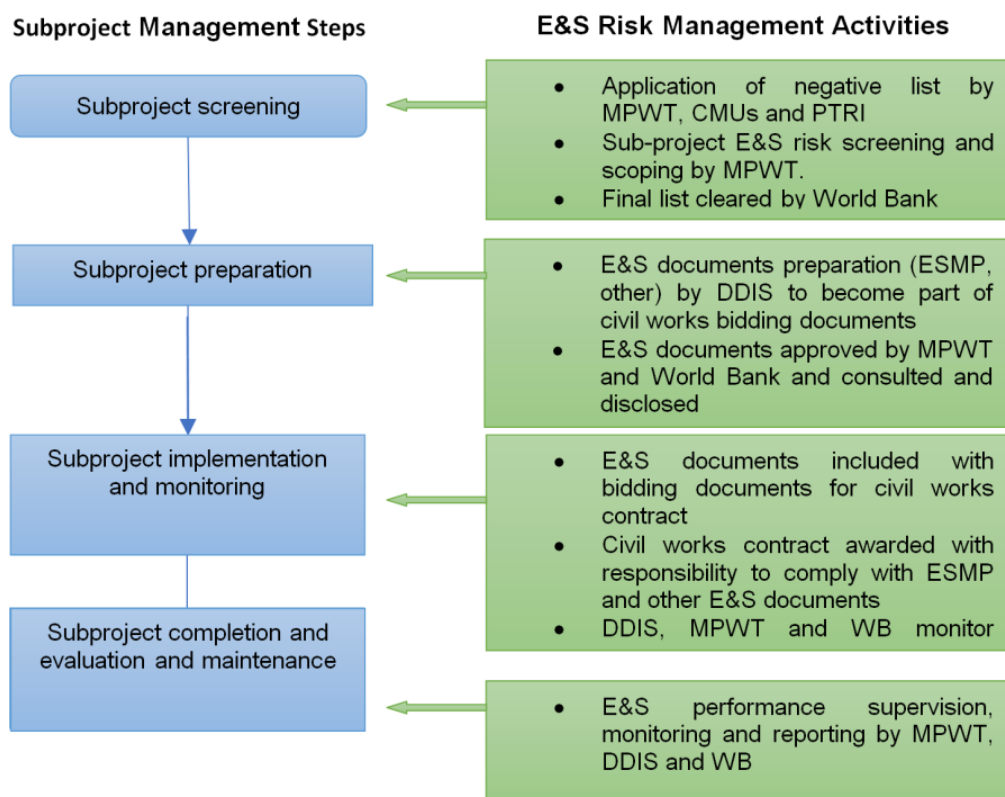 Subproject Management Steps
E&S Risk Management Activities
Subproject screening
• Application of negative list by
MPWT, CMUs and PTRI
• Sub-project E&S risk screening and
scoping by MPWT.
• Final list cleared by World Bank
Subproject preparation
• E&S documents preparation (ESMP,
other) by DDIS to become part of
civil works bidding documents
• E&S documents approved by MPWT
and World Bank and consulted and
disclosed
Subproject implementation
and monitoring
• E&S documents included with
bidding documents for civil works
contract
• Civil works contract awarded with
responsibility to comply with ESMP
and other E&S documents
• DDIS, MPWT and WB monitor
Subproject completion and
evaluation and maintenance
• E&S performance supervision,
monitoring and reporting by MPWT,
DDIS and WB